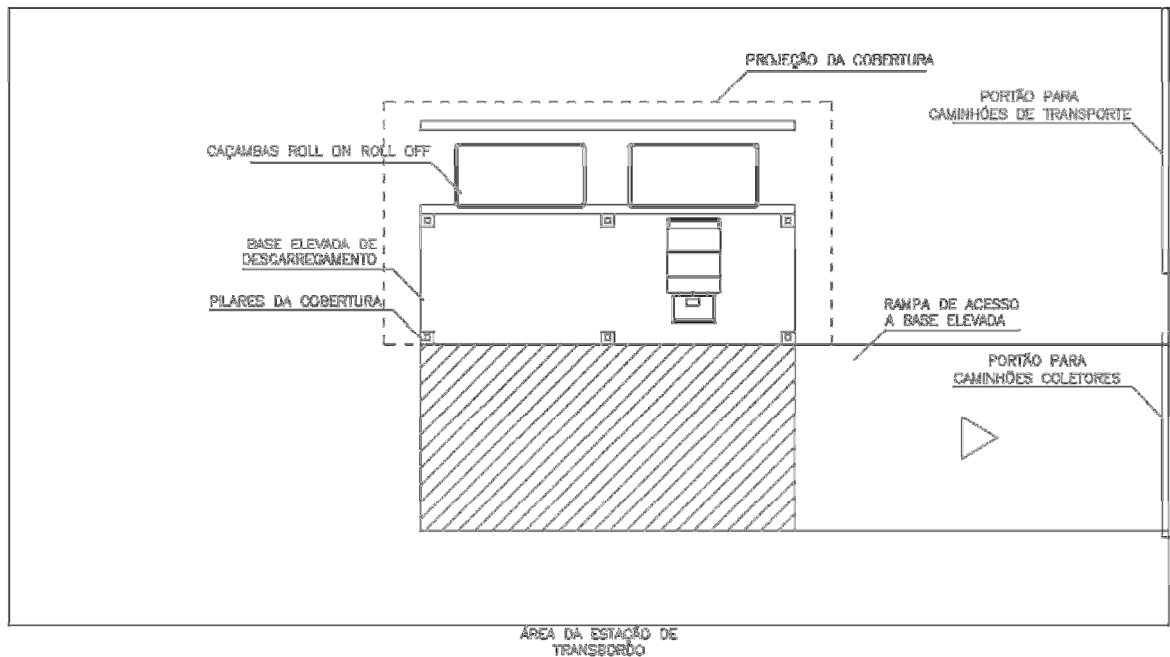 PROJEÇÃO DA COBERTURA
PORTÃO PARA
CAMINHÕES DE TRANSPORTE
CAÇAMBAS ROLL ON ROLL OFF
BASE ELEVADA DE
DESCARREGAMENTO
PILARES DA COBERTURA
RAMPA DE ACESSO
A BASE ELEVADA
PORTÃO PARA
CAMINHÕES COLETORES
ÁREA DA ESTAÇÃO DE
TRANSBORDO